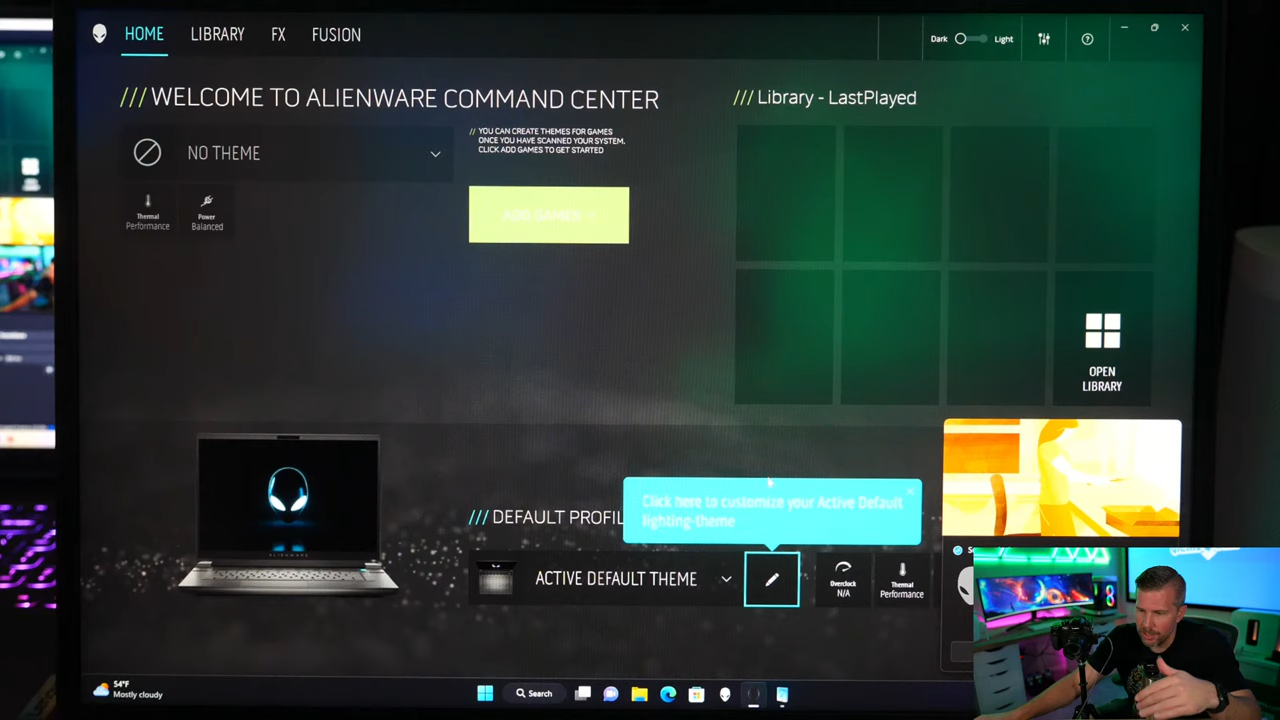 HOME LIBRARY FX FUSION
Dark Light
/// WELCOME TO ALIENWARE COMMAND CENTER
NO THEME
Thermal
Performance
Power
Balanced
// YOU CAN CREATE THEMES FOR GAMES
ONCE YOU HAVE SCANNED YOUR SYSTEM.
CLICK ADD GAMES TO GET STARTED
ADD GAMES
/// Library - LastPlayed
OPEN
LIBRARY
Click here to customize your Active Default
lighting theme
/// DEFAULT PROFIL
ACTIVE DEFAULT THEME
Overclock
N/A
Thermal
Performance
ALIENWARE
54°F
Mostly cloudy
Search